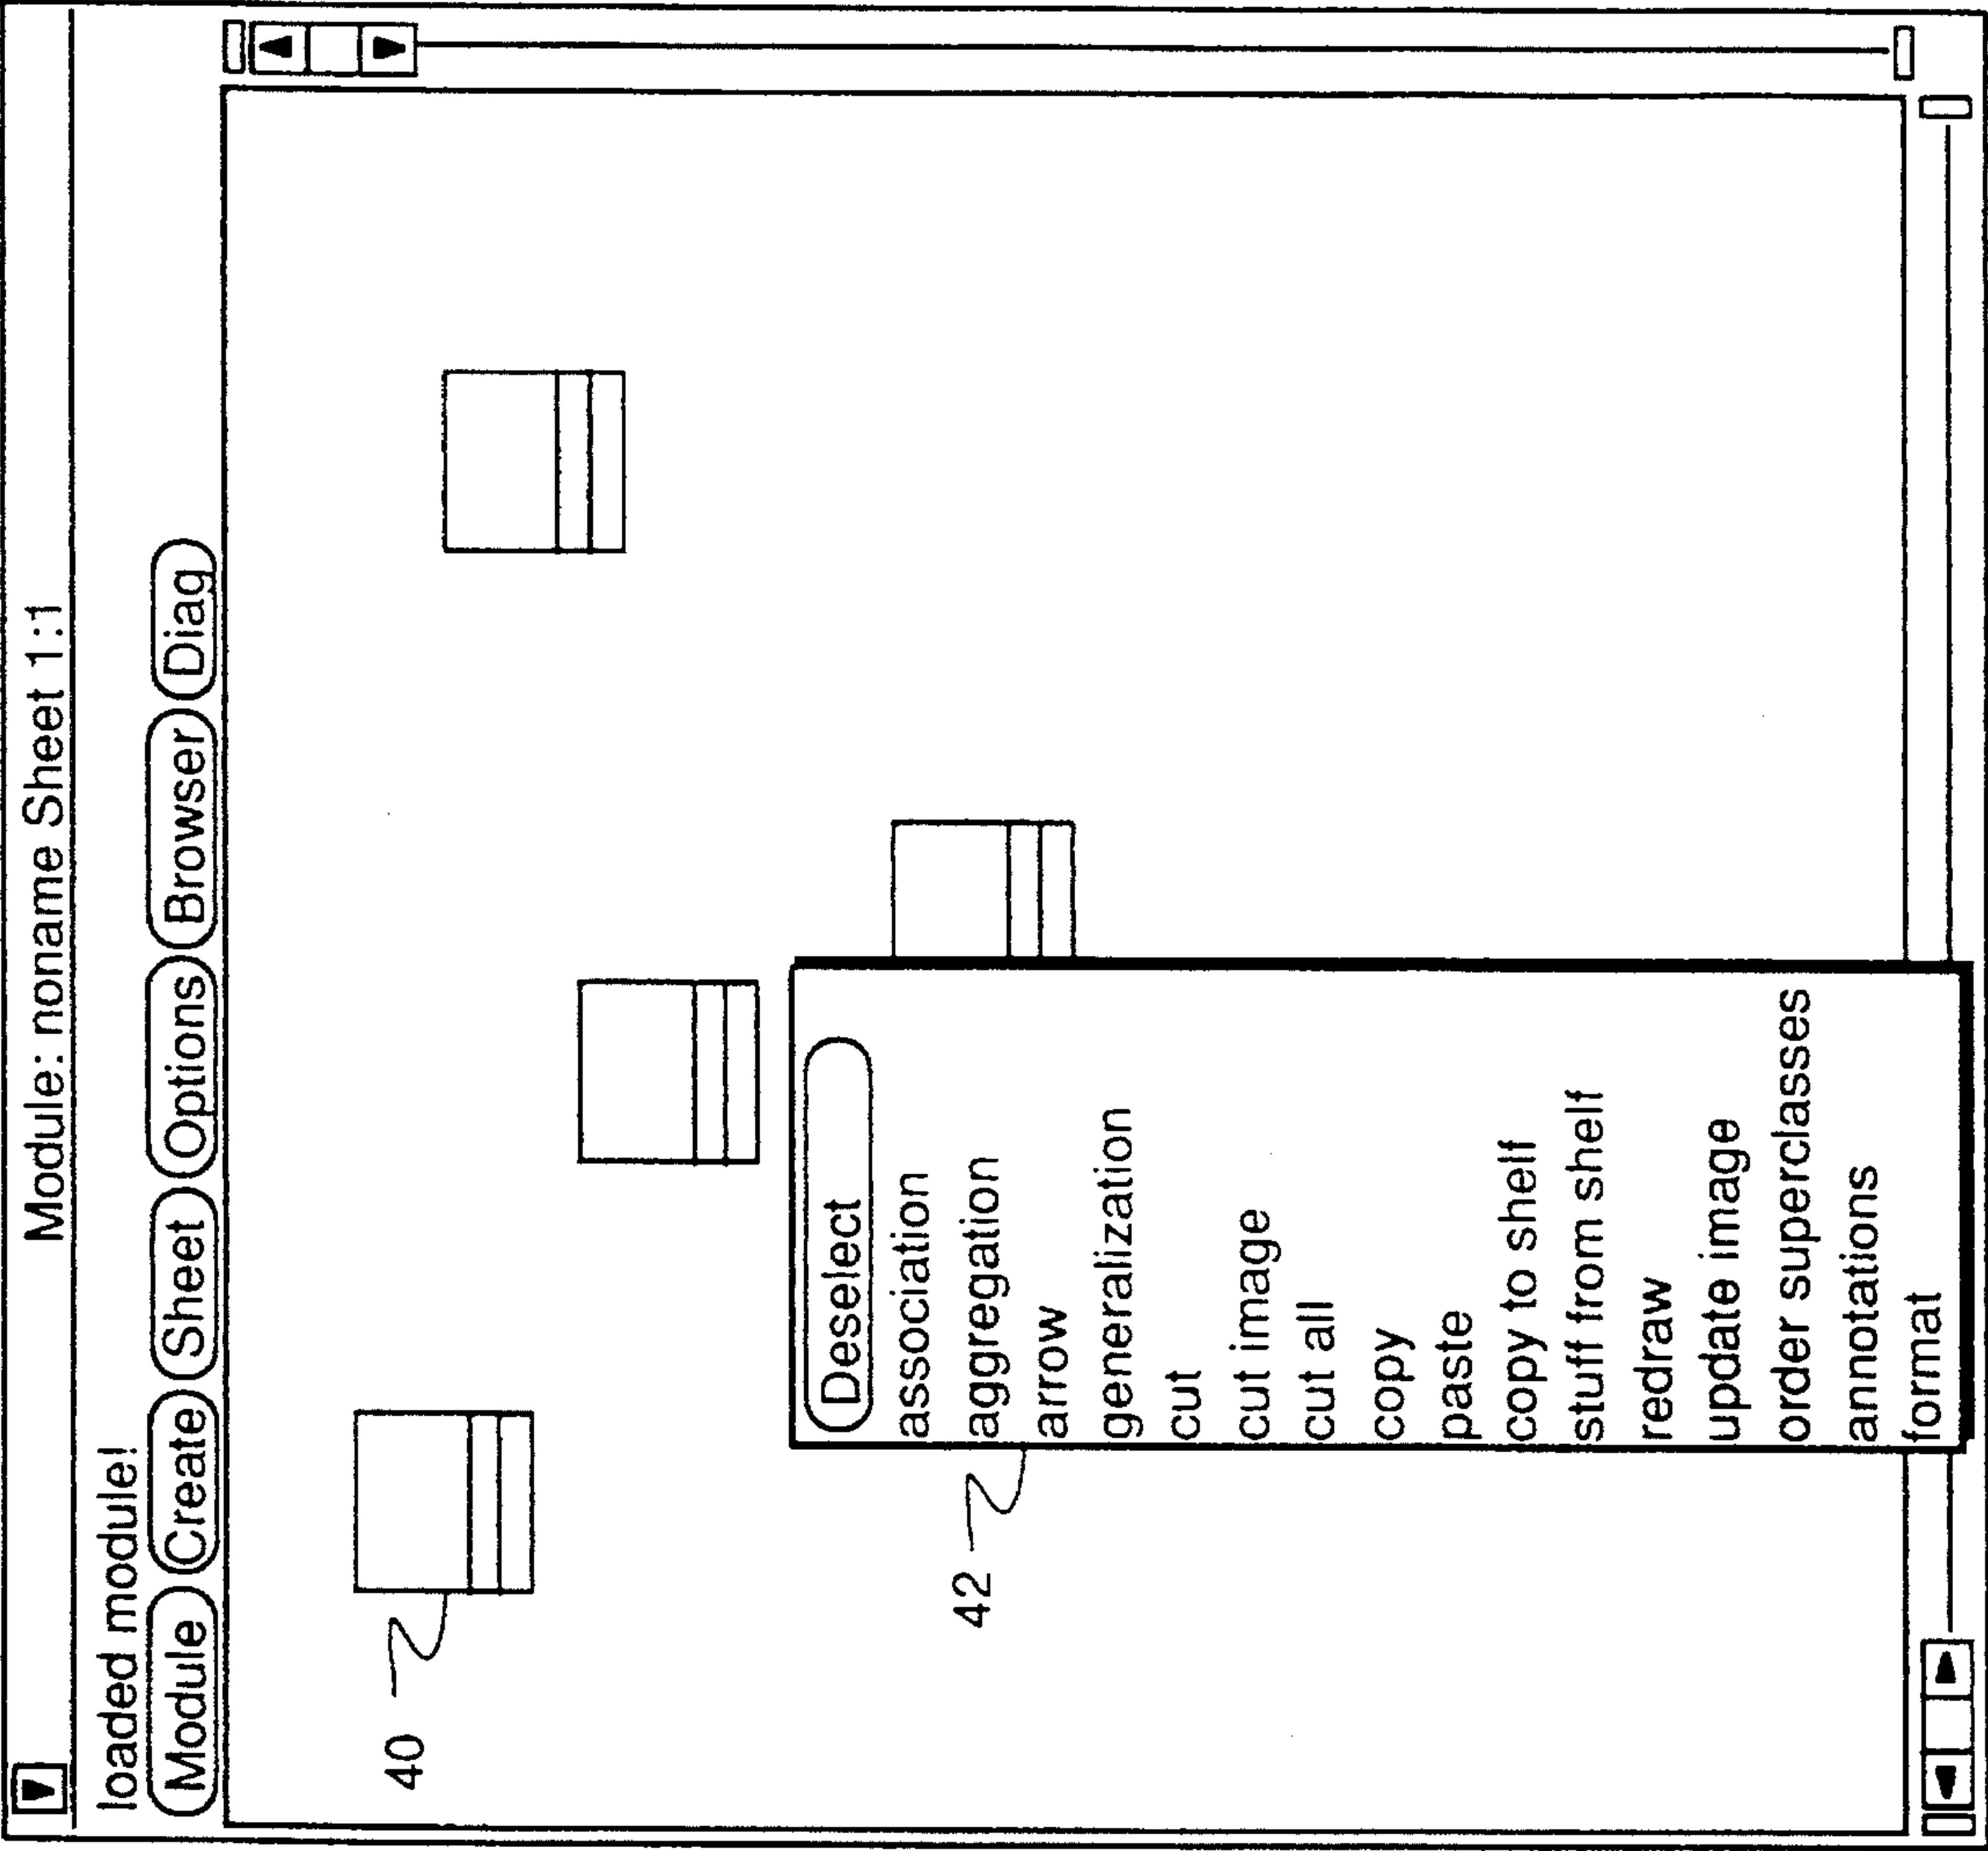 Module: noname Sheet 1:1
loaded module!
Module Create Sheet Options Browser Diag
40
42
Deselect
association
aggregation
arrow
generalization
cut
cut image
cut all
copy
paste
copy to shelf
stuff from shelf
redraw
update image
order superclasses
annotations
format